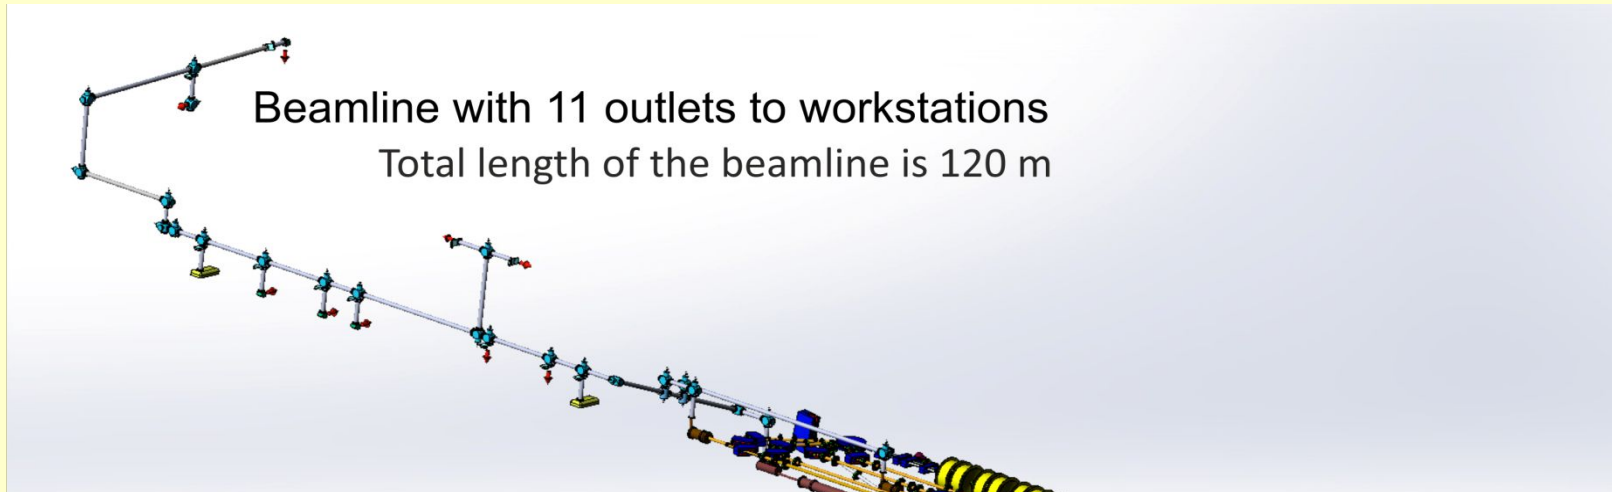 Beamline with 11 outlets to workstations
Total length of the beamline is 120 m